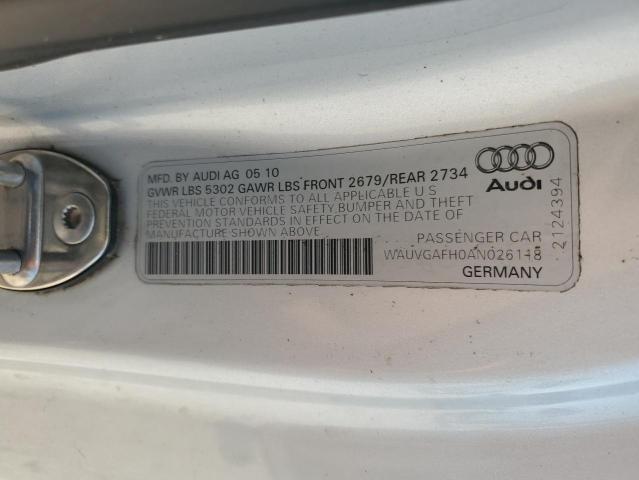 MFD. BY AUDI AG 05 10
GVWR LBS 5302 GAWR LBS FRONT 2679/REAR 2734
THIS VEHICLE CONFORMS TO ALL APPLICABLE U S
FEDERAL MOTOR VEHICLE SAFETY BUMPER AND THEFT
PREVENTION STANDARDS IN EFFECT ON THE DATE OF
MANUFACTURE SHOWN ABOVE.
Audi
PASSENGER CAR
WAUVGAFH0AN026118
GERMANY
2124394